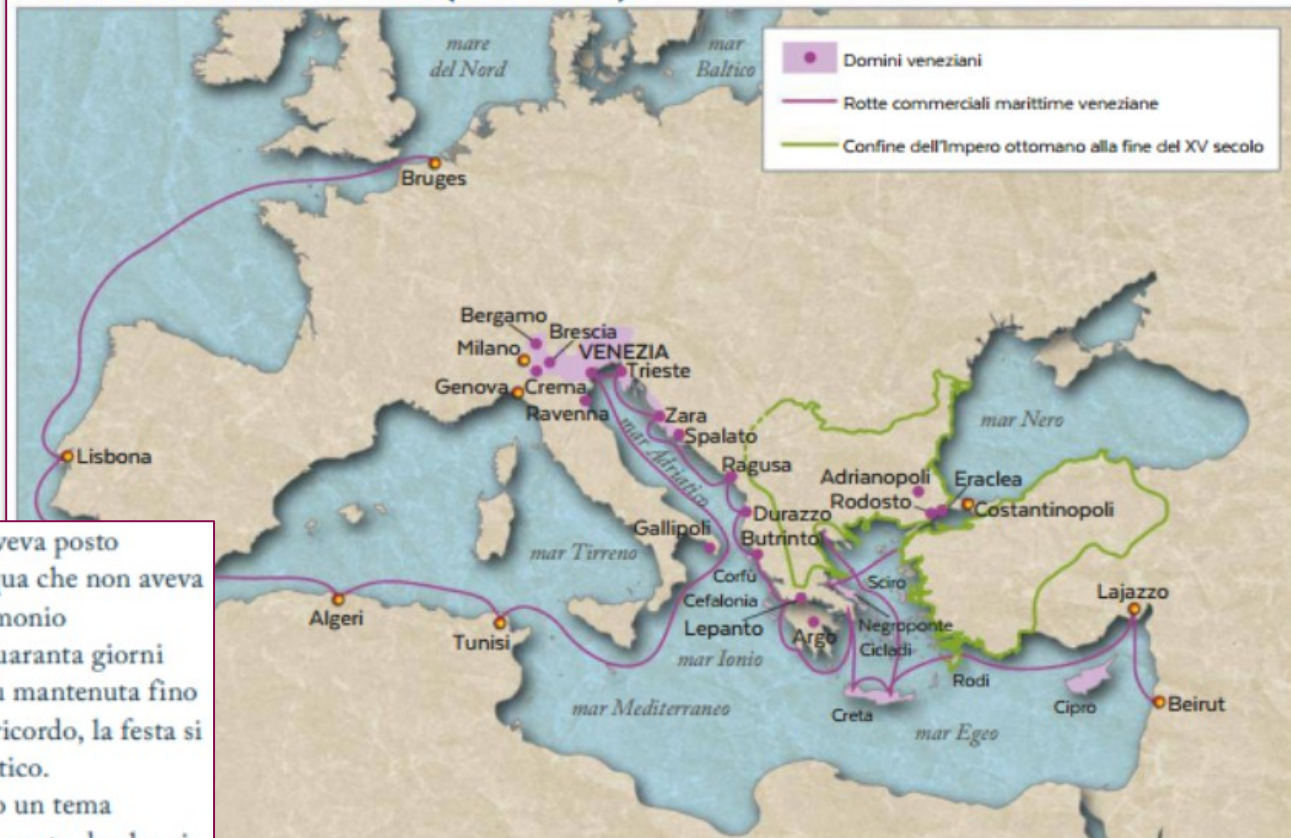 mare
del Nord
mar
Baltico
Domini veneziani
Rotte commerciali marittime veneziane
Confine dell'Impero ottomano alla fine del XV secolo
Bruges
Bergamo
Brescia
Milano
VENEZIA
Trieste
Genova
Crema
Ravenna
Zara
Spalato
mar Adriatico
mar Nero
Lisbona
Ragusa
Adrianopoli
Eraclea
Rodosto
Costantinopoli
Durazzo
Gallipoli
Butrinto
mar Tirreno
Corfù
Sciro
Cefalonia
Lajazzo
Algeri
Negroponte
Lepanto
Argo
Tunisi
Cicladi
mar Ionio
Rodi
mar Mediterraneo
Creta
Cipro
Beirut
mar Egeo
veva posto
qua che non aveva
monio
uaranta giorni
u mantenuta fino
ricordo, la festa si
tico.
o un tema